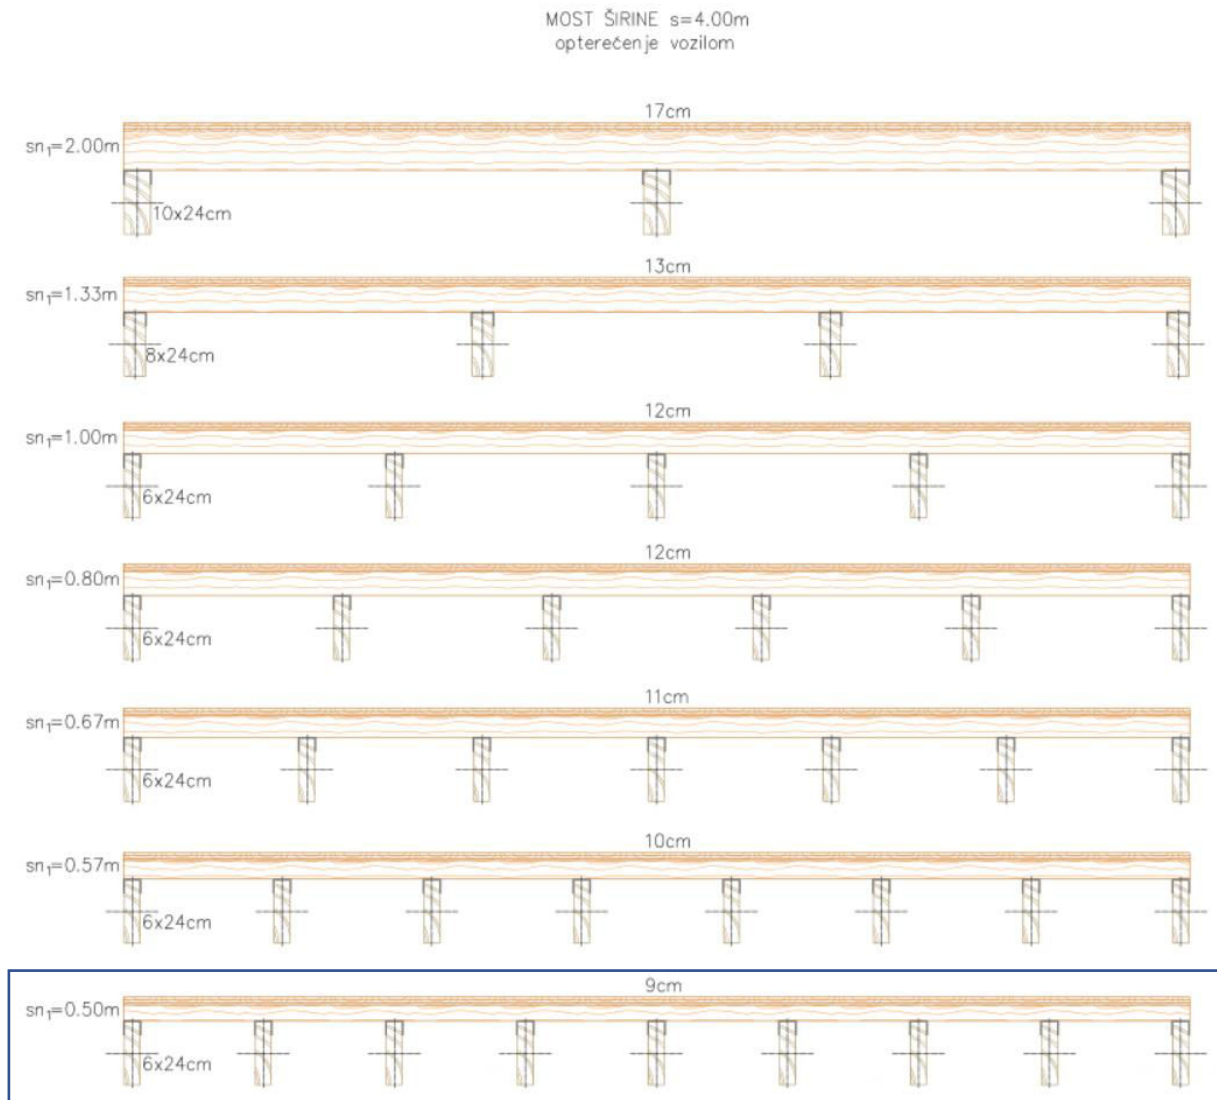 MOST ŠIRINE s=4.00m
opterečenje vozilom
17cm
sn₁=2.00m
10x24cm
13cm
sn₁=1.33m
8x24cm
12cm
sn₁=1.00m
6x24cm
12cm
sn₁=0.80m
6x24cm
11cm
sn₁=0.67m
6x24cm
10cm
sn₁=0.57m
6x24cm
9cm
sn₁=0.50m
6x24cm